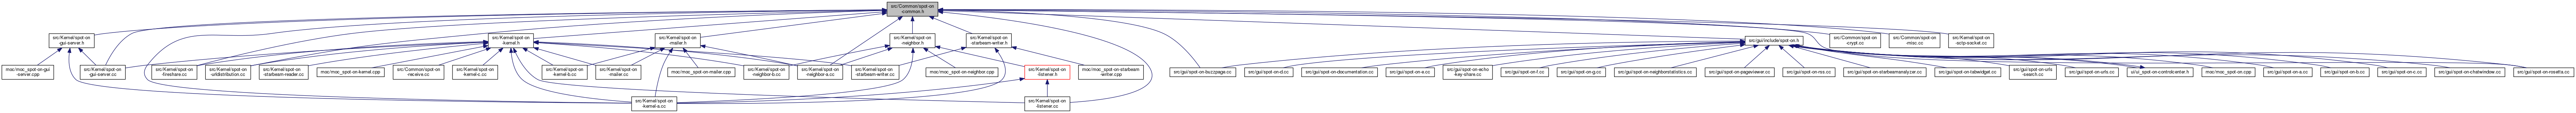 src/Common/spot-on
-common.h
src/Kernel/spot-on
-gui-server.h
src/Kernel/spot-on
-kernel.h
src/Kernel/spot-on
-mailer.h
src/Kernel/spot-on
-neighbor.h
src/Kernel/spot-on
-starbeam-writer.h
src/gui/Include/spot-on.h
src/Common/spot-on
-crypt.cc
src/Common/spot-on
-misc.cc
src/Kernel/spot-on
-sctp-socket.cc
moc/moc_spot-on-gui
-server.cpp
src/Kernel/spot-on
-gui-server.cc
src/Kernel/spot-on
-fireshare.cc
src/Kernel/spot-on
-urldistribution.cc
src/Kernel/spot-on
-starbeam-reader.cc
moc/moc_spot-on-kernel.cpp
src/Common/spot-on
-receive.cc
src/Kernel/spot-on
-kernel-c.cc
src/Kernel/spot-on
-kernel-b.cc
src/Kernel/spot-on
-mailer.cc
moc/moc_spot-on-mailer.cpp
src/Kernel/spot-on
-neighbor-b.cc
src/Kernel/spot-on
-neighbor-a.cc
src/Kernel/spot-on
-starbeam-writer.cc
moc/moc_spot-on-neighbor.cpp
src/Kernel/spot-on
-listener.h
moc/moc_spot-on-starbeam
-writer.cpp
src/gui/spot-on-buzzpage.cc
src/gui/spot-on-d.cc
src/gui/spot-on-documentation.cc
src/gui/spot-on-e.cc
src/gui/spot-on-echo
-key-share.cc
src/gui/spot-on-f.cc
src/gui/spot-on-g.cc
src/gui/spot-on-neighborstatistics.cc
src/gui/spot-on-pageviewer.cc
src/gui/spot-on-rss.cc
src/gui/spot-on-starbeamanalyzer.cc
src/gui/spot-on-tabwidget.cc
src/gui/spot-on-urls
-search.cc
src/gui/spot-on-urls.cc
ui/ui_spot-on-controlcenter.h
moc/moc_spot-on.cpp
src/gui/spot-on-a.cc
src/gui/spot-on-b.cc
src/gui/spot-on-c.cc
src/gui/spot-on-chatwindow.cc
src/gui/spot-on-rosetta.cc
src/Kernel/spot-on
-kernel-a.cc
src/Kernel/spot-on
-listener.cc